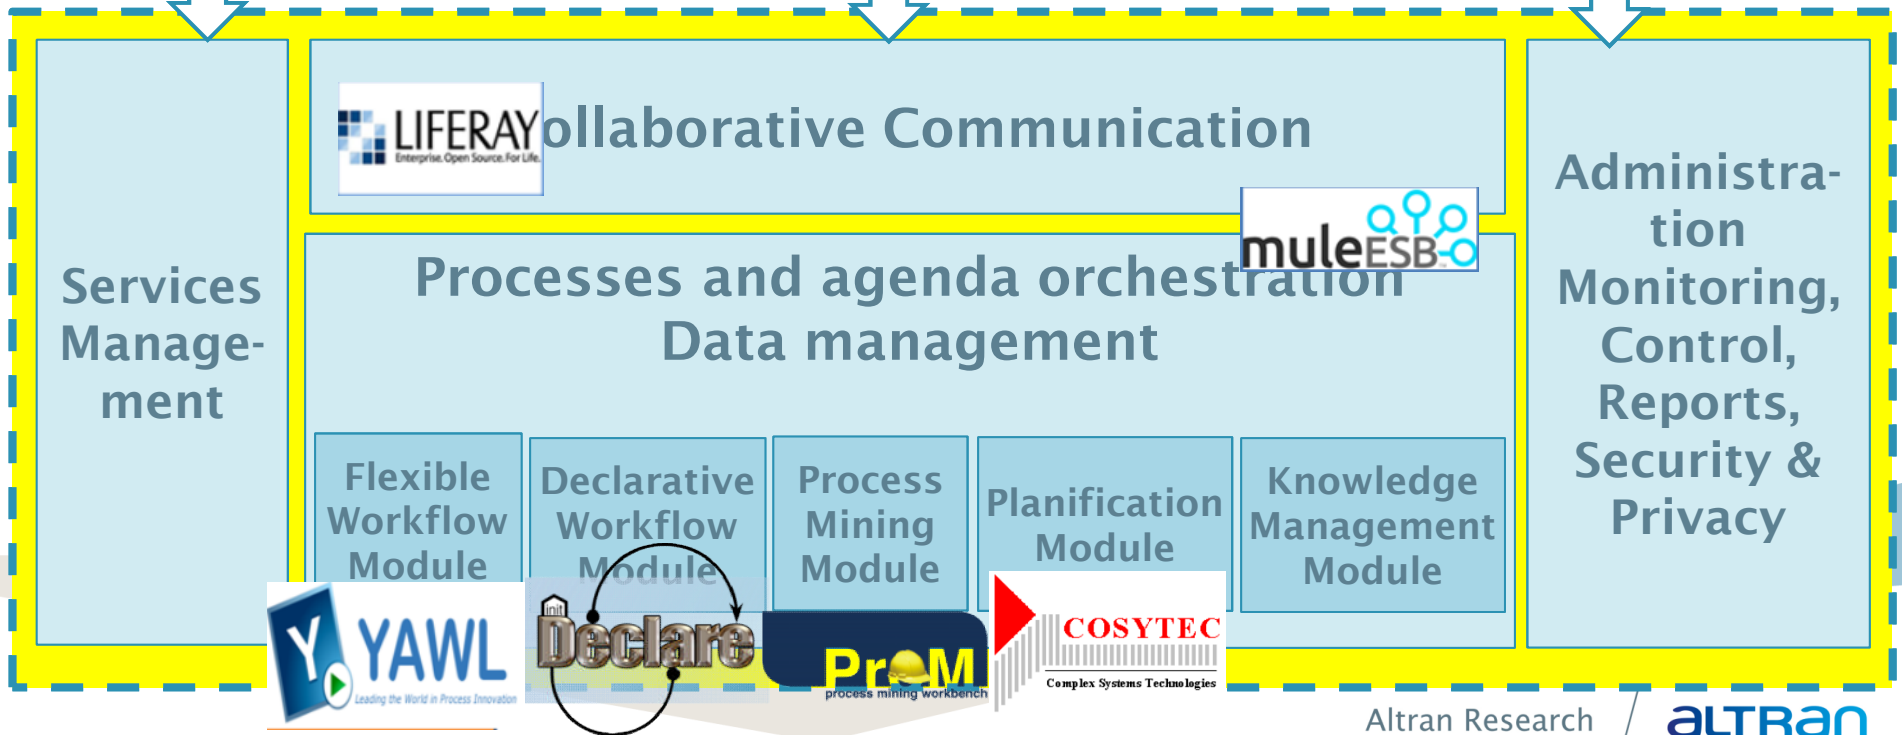 LIFERAY
Enterprise. Open Source. For Life.
ollaborative Communication
muleESB
Services
Manage-
ment
Processes and agenda orchestration
Data management
Administra-
tion
Monitoring,
Control,
Reports,
Security &
Privacy
Flexible
Workflow
Module
Declarative
Workflow
Module
Process
Mining
Module
Planification
Module
Knowledge
Management
Module
Y YAWL
Leading the World in Process Innovation
init
Declare
ProM
process mining workbench
COSYTEC
Complex Systems Technologies
Altran Research / altran